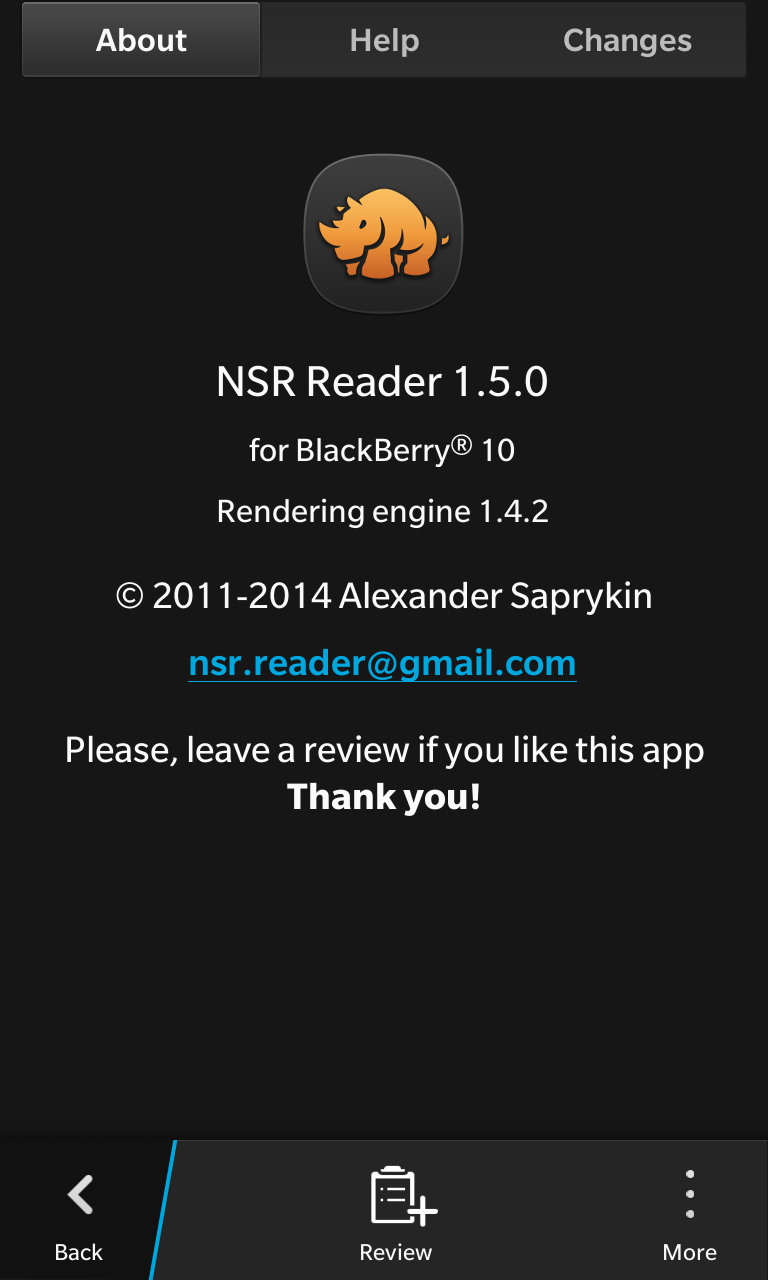 About
Help
Changes
NSR Reader 1.5.0
for BlackBerry® 10
Rendering engine 1.4.2
© 2011-2014 Alexander Saprykin
nsr.reader@gmail.com
Please, leave a review if you like this app
Thank you!
Back
Review
More